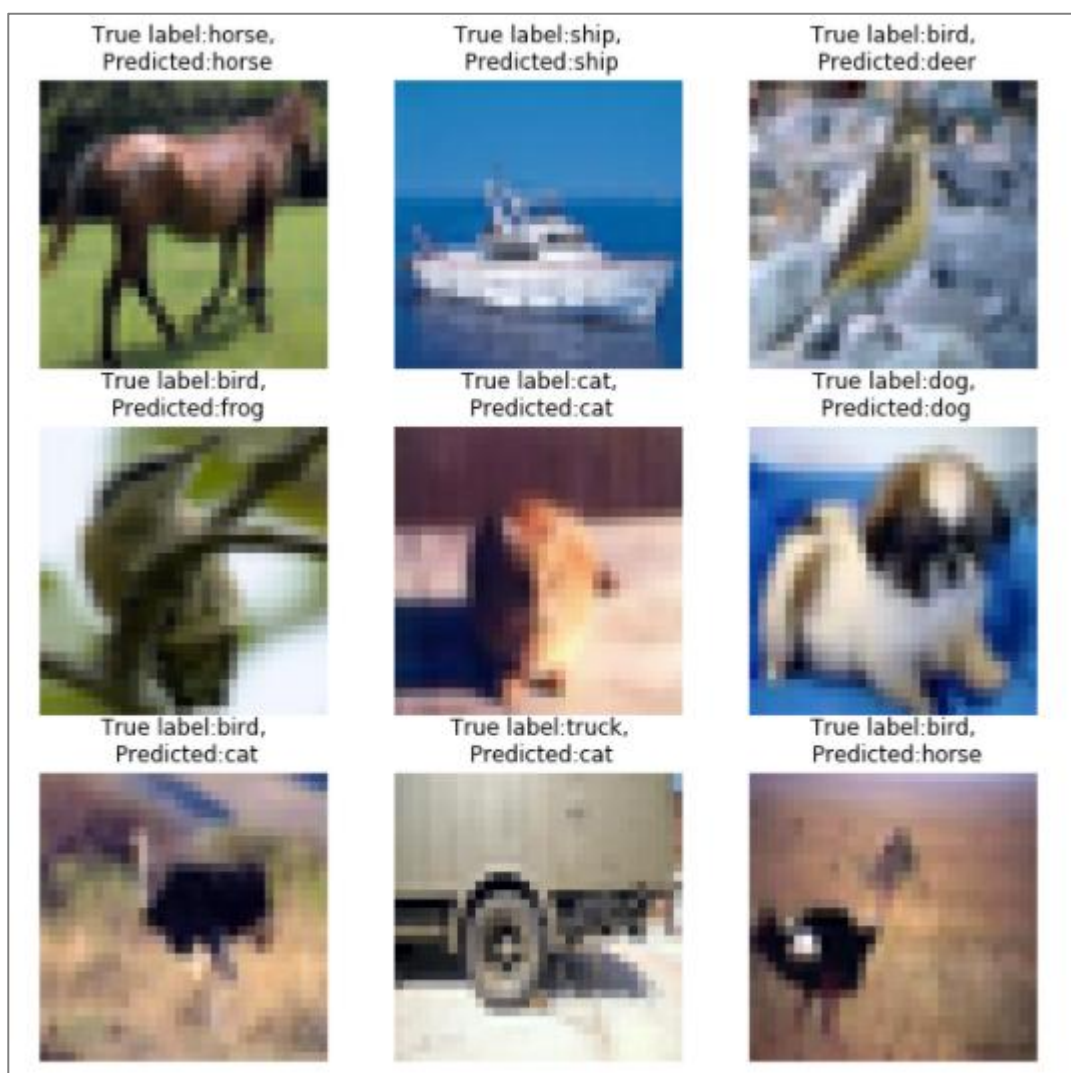 True label:horse,
Predicted:horse
True label:ship,
Predicted:ship
True label:bird,
Predicted:deer
True label:bird,
Predicted:frog
True label:cat,
Predicted:cat
True label:dog,
Predicted:dog
True label:bird,
Predicted:cat
True label:truck,
Predicted:cat
True label:bird,
Predicted:horse